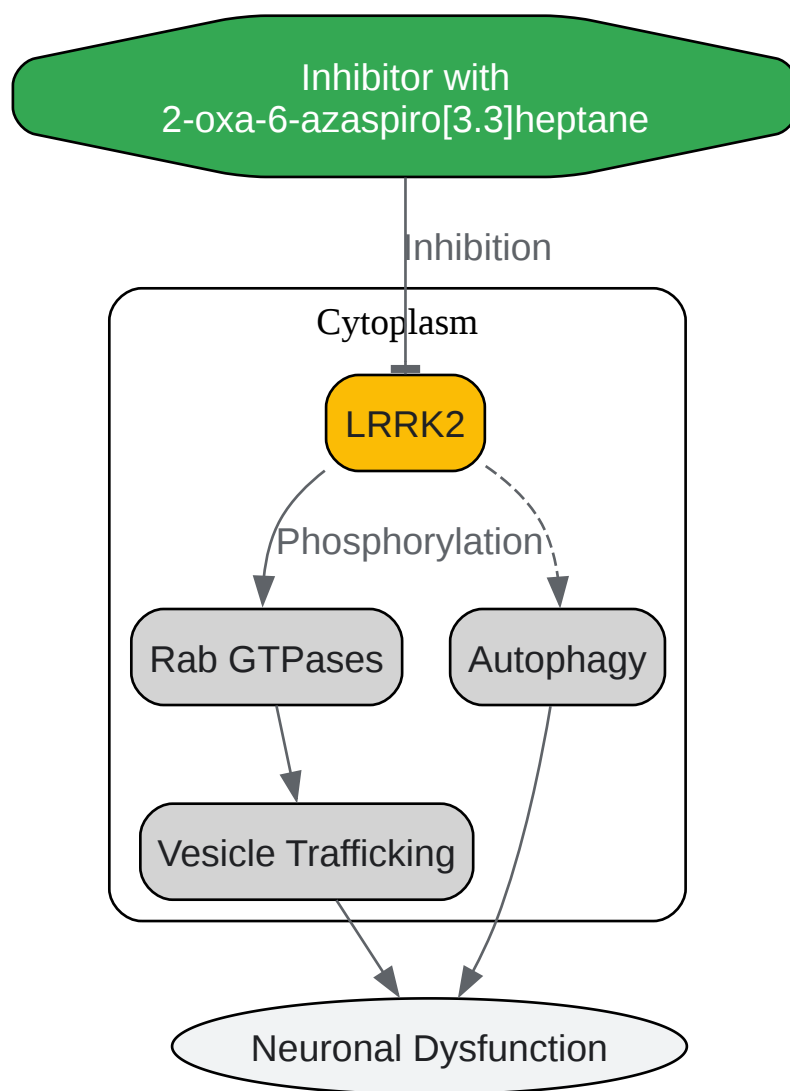 Inhibitor with
2-oxa-6-azaspiro[3.3]heptane
Inhibition
Cytoplasm
LRRK2
Phosphorylation
Rab GTPases
Autophagy
Vesicle Trafficking
Neuronal Dysfunction